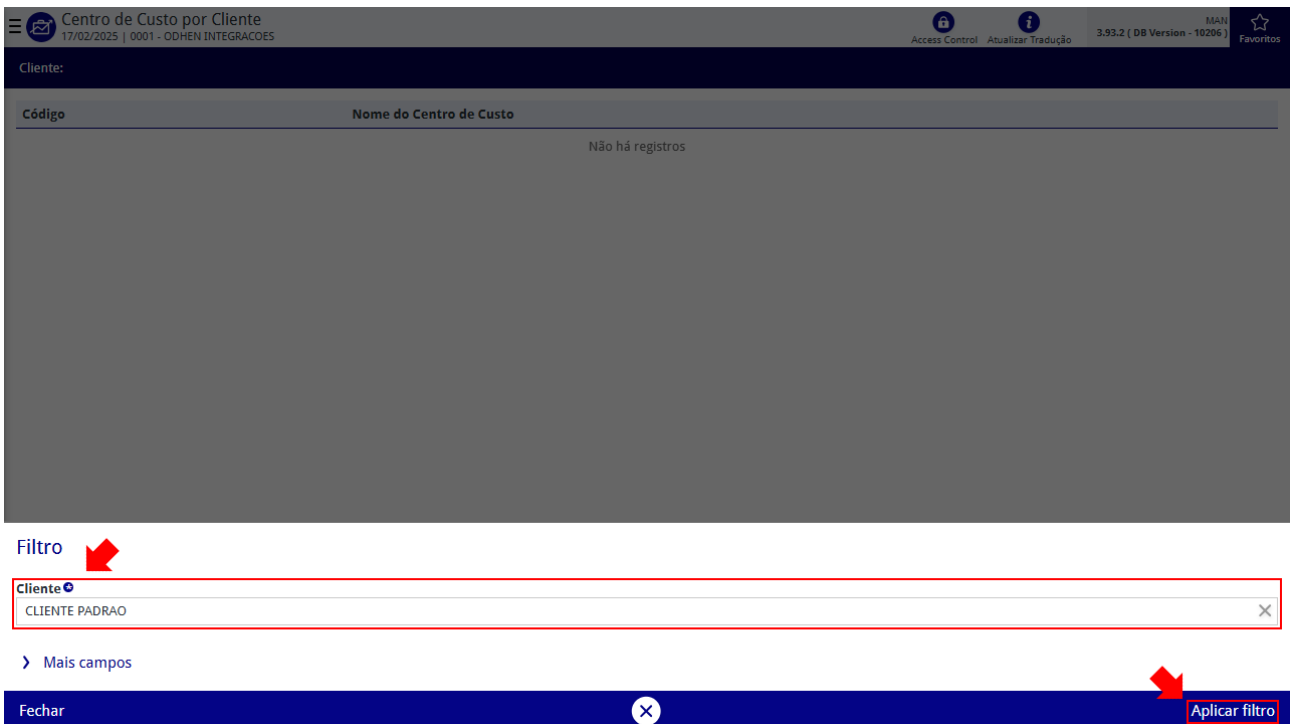 Centro de Custo por Cliente
17/02/2025 | 0001 - ODHEN INTEGRACOES
Access Control
Atualizar Tradução
MAN
3.93.2 ( DB Version - 10206 )
Favoritos
Cliente:
Código Nome do Centro de Custo
Não há registros
Filtro
Cliente
CLIENTE PADRAO
Mais campos
Fechar Aplicar filtro